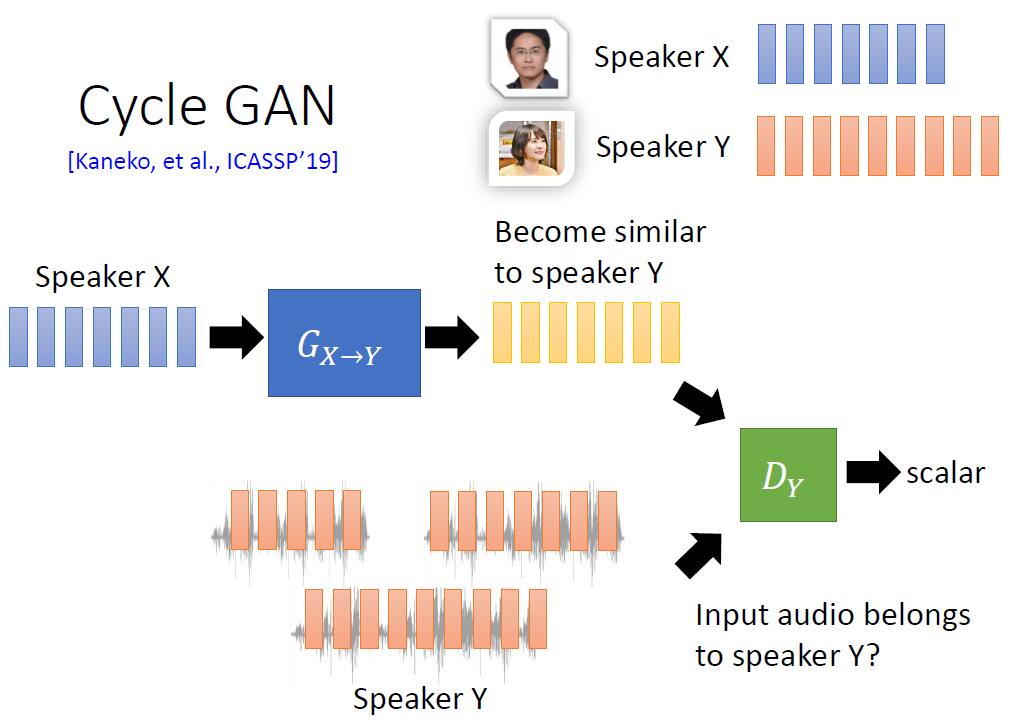 Cycle GAN
[Kaneko, et al., ICASSP’19]
Speaker X
Speaker Y
Become similar
to speaker Y
Speaker X
G_{X→Y}
D_Y
scalar
Input audio belongs
to speaker Y?
Speaker Y